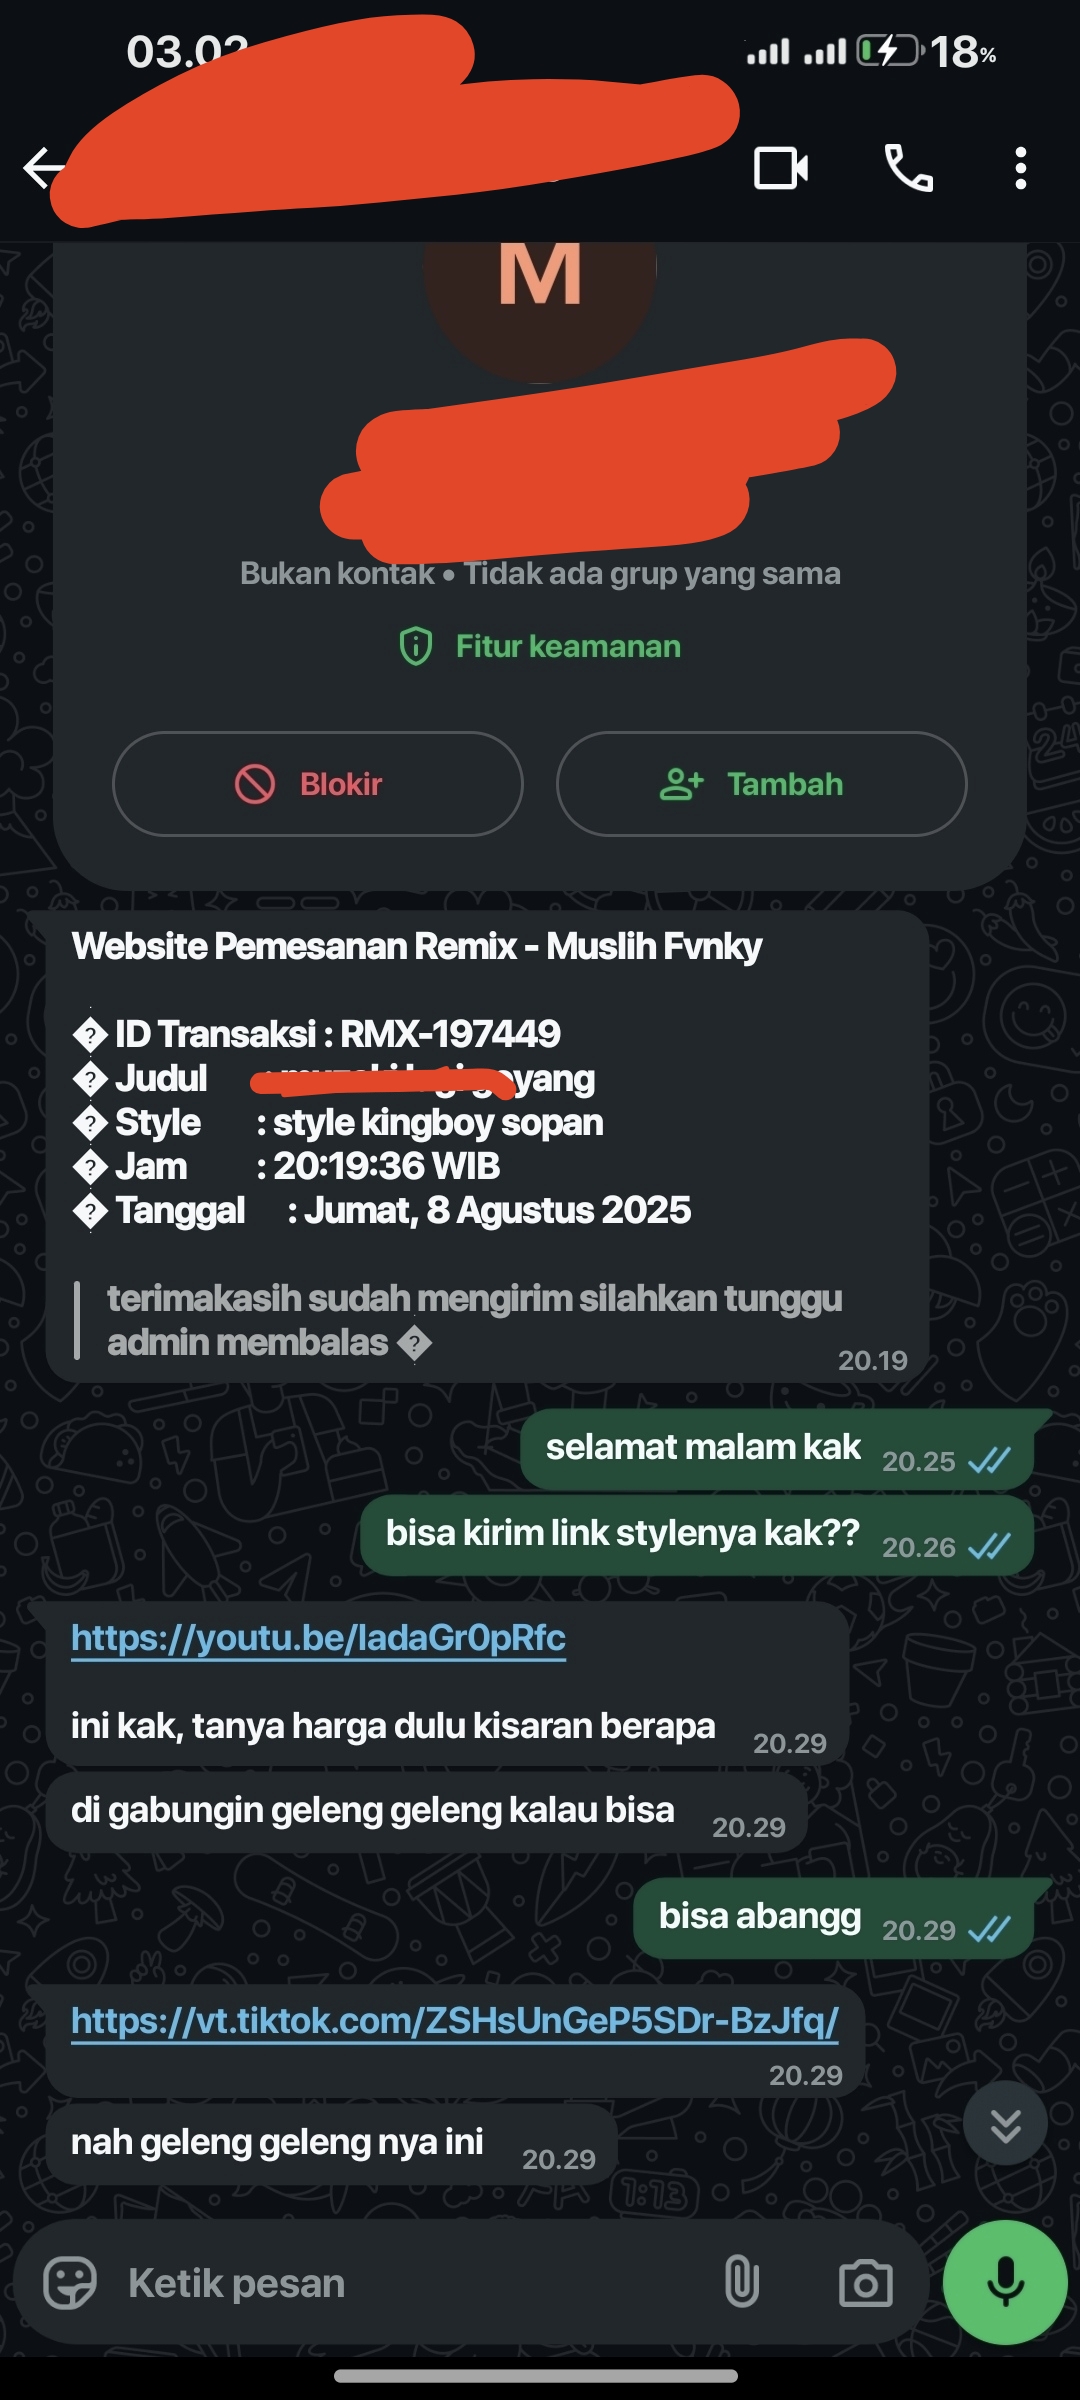 18%
M
Bukan kontak • Tidak ada grup yang sama
Fitur keamanan
Blokir
Tambah
Website Pemesanan Remix - Muslih Fvnky
� ID Transaksi : RMX-197449
� Judul
� Style : style kingboy sopan
� Jam : 20:19:36 WIB
� Tanggal : Jumat, 8 Agustus 2025
terimakasih sudah mengirim silahkan tunggu
admin membalas �
20.19
selamat malam kak 20.25
bisa kirim link stylenya kak?? 20.26
https://youtu.be/ladaGr0pRfc
ini kak, tanya harga dulu kisaran berapa 20.29
di gabungin geleng geleng kalau bisa 20.29
bisa abangg 20.29
https://vt.tiktok.com/ZSHsUnGeP5SDr-BzJfq/
20.29
nah geleng geleng nya ini 20.29
Ketik pesan